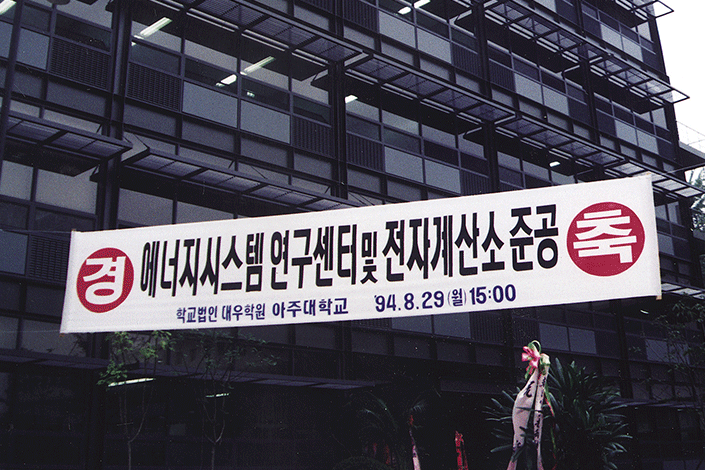 경 에너지시스템 연구센터 및 전자계산소 준공 축
학교법인 대우학원 아주대학교 '94. 8. 29 (월) 15:00